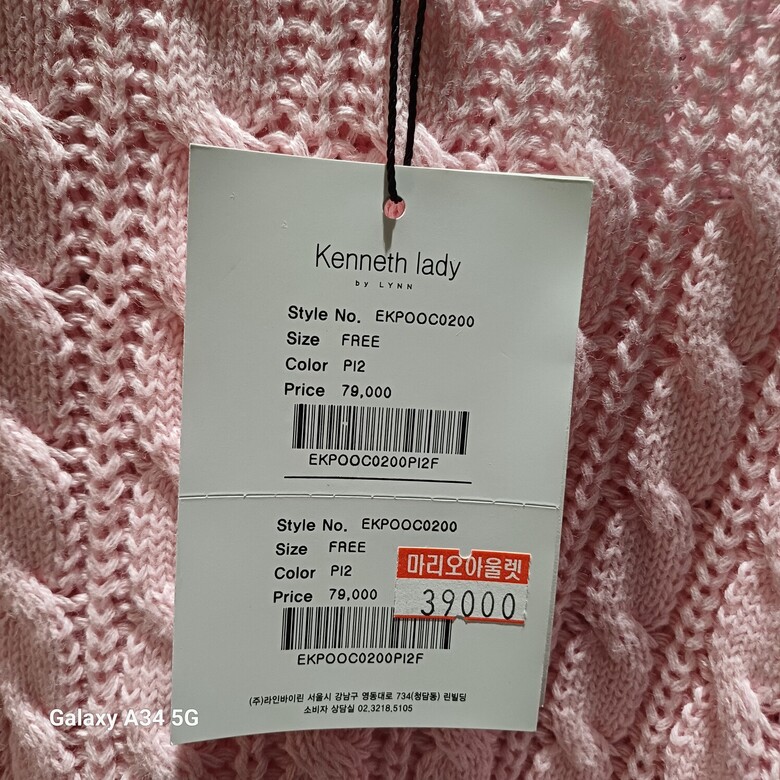 Kenneth lady
by LYNN
Style No. EKPOOC0200
Size FREE
Color PI2
Price 79,000
EKPOOC0200PI2F
Style No. EKPOOC0200
Size FREE
Color PI2
Price 79,000
마리오아울렛
39000
EKPOOC0200PI2F
(주)라인바이린 서울시 강남구 영동대로 734(청담동) 린빌딩
소비자 상담실 02.3218.5105
Galaxy A34 5G